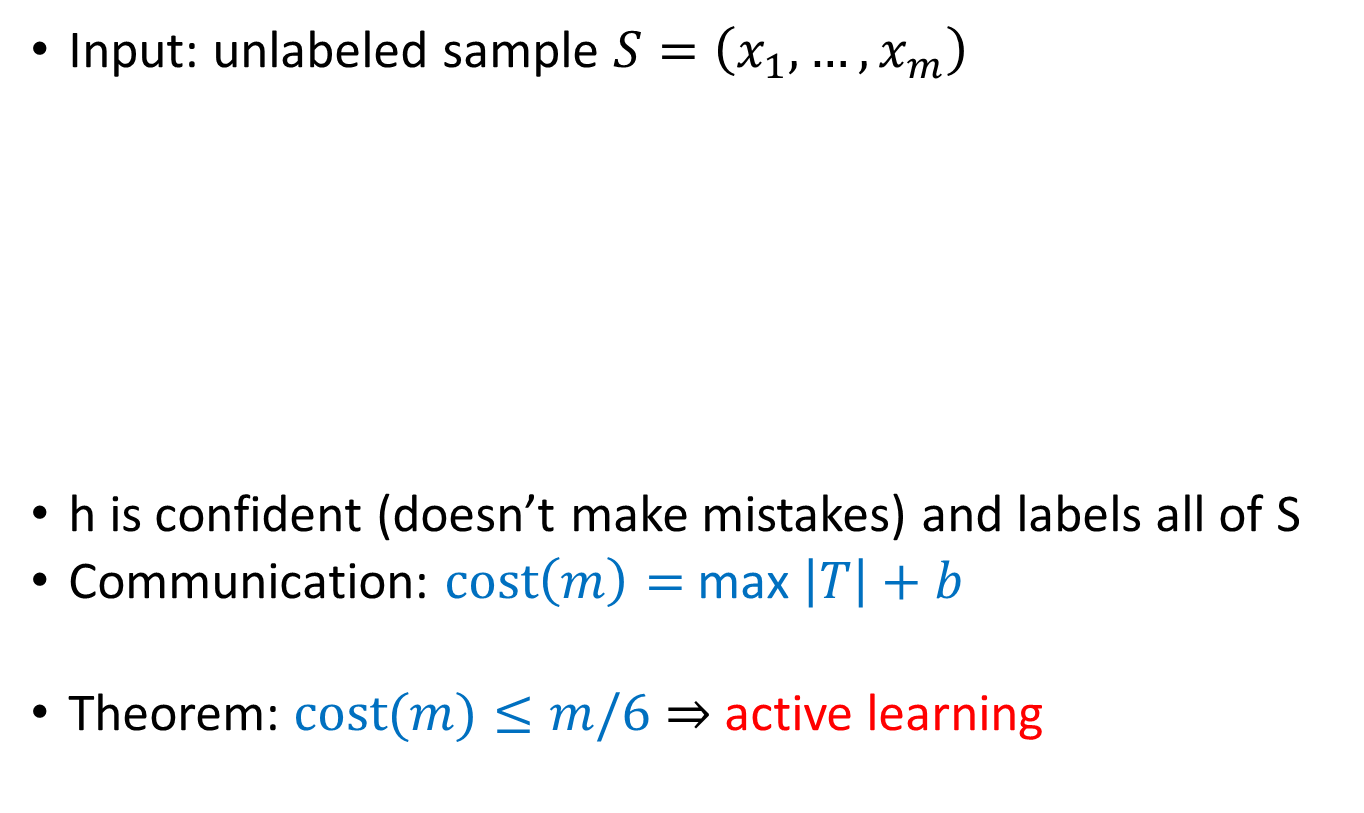 • Input: unlabeled sample 𝑆 = (𝑥₁, … , 𝑥ₘ)
• h is confident (doesn’t make mistakes) and labels all of S
• Communication: cost(𝑚) = max |𝑇| + 𝑏
• Theorem: cost(𝑚) ≤ 𝑚/6 ⇒ active learning